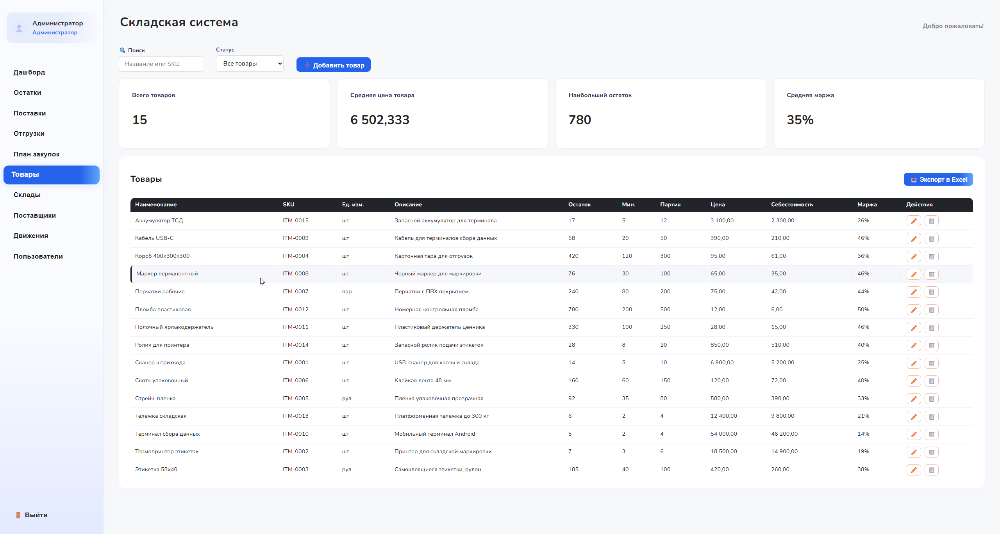 Администратор
Администратор
Дашборд
Остатки
Поставки
Отгрузки
План закупок
Товары
Склады
Поставщики
Движения
Пользователи
Выйти
Складская система
Добро пожаловать!
Поиск
Название или SKU
Статус
Все товары
Добавить товар
Всего товаров
15
Средняя цена товара
6 502,333
Наибольший остаток
780
Средняя маржа
35%
Товары
Экспорт в Excel
Наименование SKU Ед. изм. Описание Остаток Мин. Партия Цена Себестоимость Маржа Действия
Аккумулятор ТСД ITM-0015 шт Запасной аккумулятор для терминала 17 5 12 3 100,00 2 300,00 26%
Кабель USB-C ITM-0009 шт Кабель для терминалов сбора данных 58 20 50 390,00 210,00 46%
Короб 400x300x300 ITM-0004 шт Картонная тара для отгрузок 420 120 300 95,00 61,00 36%
Маркер перманентный ITM-0008 шт Черный маркер для маркировки 76 30 100 65,00 35,00 46%
Перчатки рабочие ITM-0007 пар Перчатки с ПВХ покрытием 240 80 200 75,00 42,00 44%
Пломба пластиковая ITM-0012 шт Номерная контрольная пломба 780 200 500 12,00 6,00 50%
Полочный ярлыкодержатель ITM-0011 шт Пластиковый держатель ценника 330 100 250 28,00 15,00 46%
Ролик для принтера ITM-0014 шт Запасной ролик подачи этикеток 28 8 20 850,00 510,00 40%
Сканер штрихкода ITM-0001 шт USB-сканер для кассы и склада 14 5 10 6 900,00 5 200,00 25%
Скотч упаковочный ITM-0006 шт Клейкая лента 48 мм 160 60 150 120,00 72,00 40%
Стрейч-пленка ITM-0005 рул Пленка упаковочная прозрачная 92 35 80 580,00 390,00 33%
Тележка складская ITM-0013 шт Платформенная тележка до 300 кг 6 2 4 12 400,00 9 800,00 21%
Терминал сбора данных ITM-0010 шт Мобильный терминал Android 5 2 4 54 000,00 46 200,00 14%
Термопринтер этикеток ITM-0002 шт Принтер для складской маркировки 7 3 6 18 500,00 14 900,00 19%
Этикетка 58x40 ITM-0003 рул Самоклеящиеся этикетки, рулон 185 40 100 420,00 260,00 38%